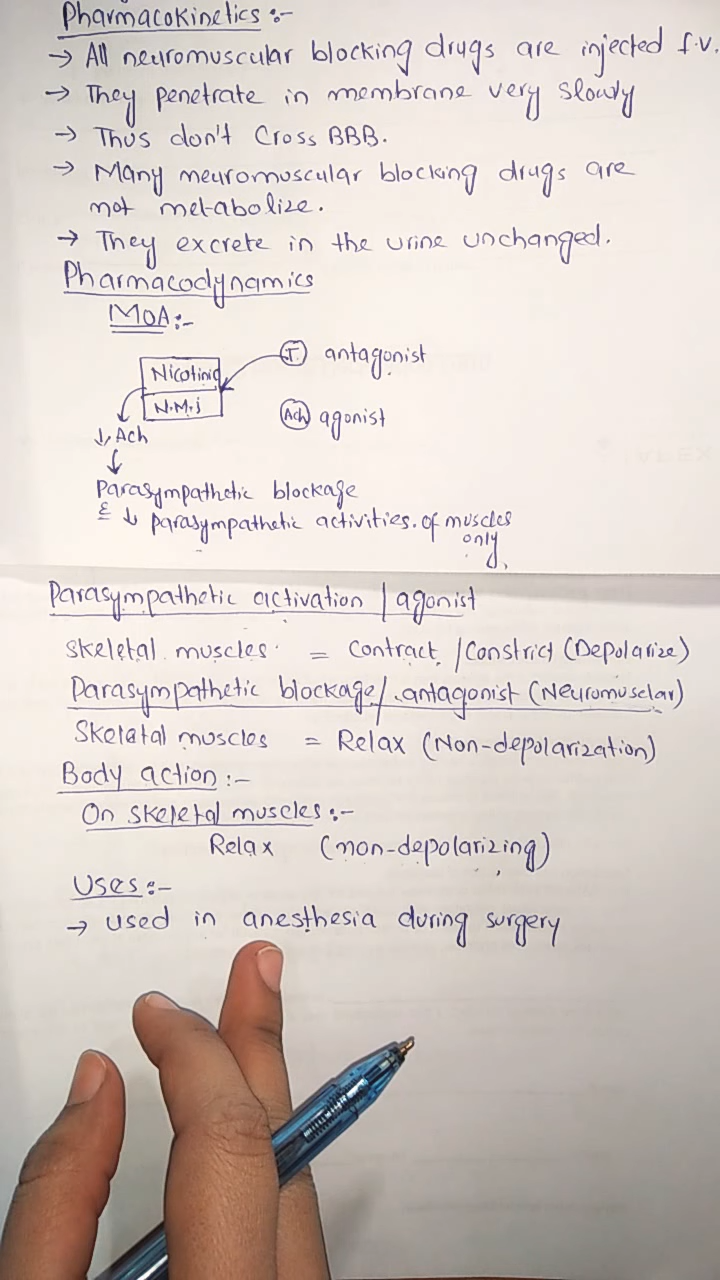 Pharmacokinetics :-
→ All neuromuscular blocking drugs are injected I.V.
→ They penetrate in membrane very slowly
→ Thus don't Cross BBB.
→ Many neuromuscular blocking drugs are
not metabolize.
→ They excrete in the urine unchanged.
Pharmacodynamics
MOA:-
T antagonist
Nicotinic
N.M.j
Ach agonist
↓ Ach
↓
Parasympathetic blockage
& ↓ parasympathetic activities. of muscles
only,
Parasympathetic activation / agonist
Skeletal muscles = Contract / Constrict (Depolarize)
Parasympathetic blockage / antagonist (Neuromusclar)
Skeletal muscles = Relax (Non-depolarization)
Body action :-
On skeletal muscles :-
Relax (non-depolarizing)
Uses :-
→ used in anesthesia during surgery